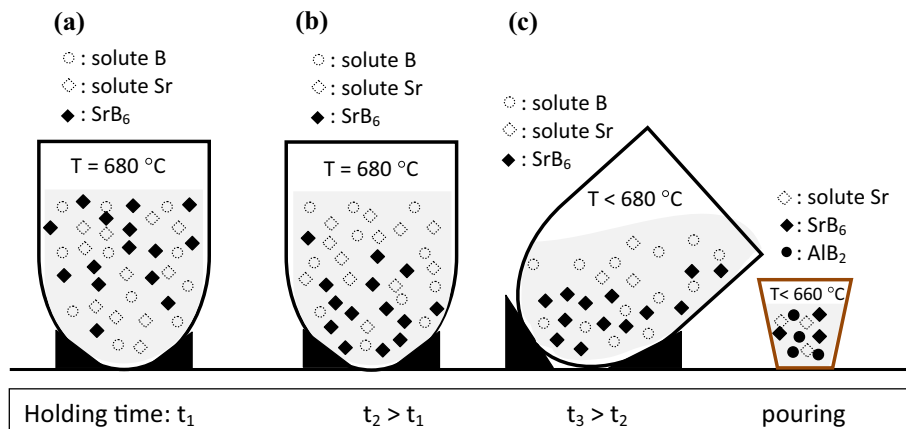 (a)
: solute B
: solute Sr
: SrB₆
T = 680 °C
(b)
: solute B
: solute Sr
: SrB₆
T = 680 °C
(c)
: solute B
: solute Sr
: SrB₆
T < 680 °C
: solute Sr
: SrB₆
: AlB₂
T< 660 °C
Holding time: t₁ t₂ > t₁ t₃ > t₂ pouring